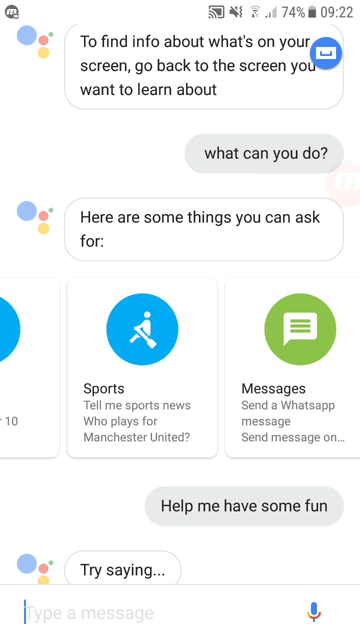 74% 09:22
To find info about what's on your
screen, go back to the screen you
want to learn about
what can you do?
Here are some things you can ask
for:
r 10
Sports
Tell me sports news
Who plays for
Manchester United?
Messages
Send a Whatsapp
message
Send message on...
Help me have some fun
Try saying...
Type a message